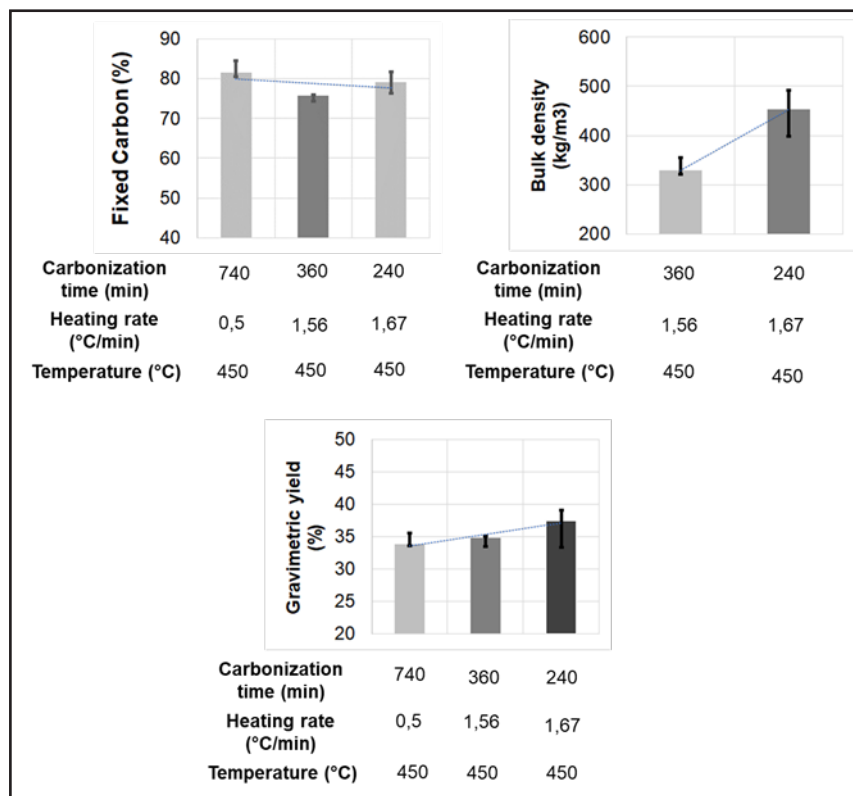 90
80
70
60
50
40
Fixed Carbon (%)
Carbonization
time (min)
740 360 240
Heating rate
(°C/min)
0,5 1,56 1,67
Temperature (°C)
450 450 450
600
500
400
300
200
Bulk density
(kg/m3)
Carbonization
time (min)
360 240
Heating rate
(°C/min)
1,56 1,67
Temperature (°C)
450 450
50
45
40
35
30
25
20
Gravimetric yield
(%)
Carbonization
time (min)
740 360 240
Heating rate
(°C/min)
0,5 1,56 1,67
Temperature (°C)
450 450 450